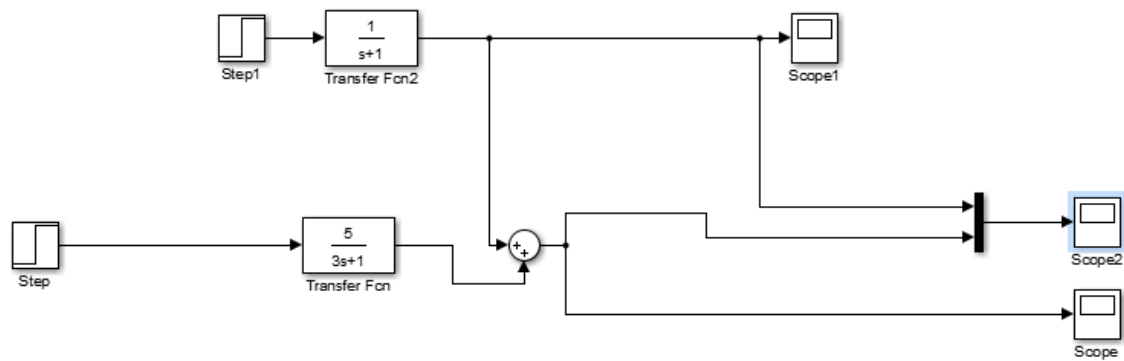 1
s+1
Step1
Transfer Fcn2
Scope1
5
3s+1
+
+
Step
Transfer Fcn
Scope2
Scope